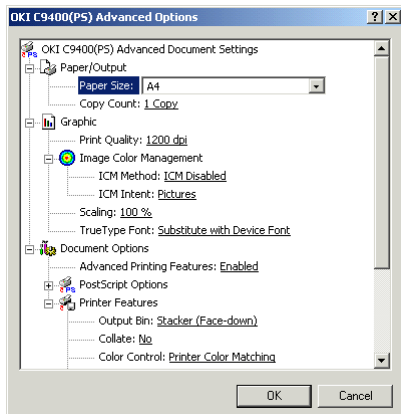 OKI C9400(PS) Advanced Options
OKI C9400(PS) Advanced Document Settings
Paper/Output
Paper Size: A4
Copy Count: 1 Copy
Graphic
Print Quality: 1200 dpi
Image Color Management
ICM Method: ICM Disabled
ICM Intent: Pictures
Scaling: 100 %
TrueType Font: Substitute with Device Font
Document Options
Advanced Printing Features: Enabled
PostScript Options
Printer Features
Output Bin: Stacker (Face-down)
Collate: No
Color Control: Printer Color Matching
OK Cancel